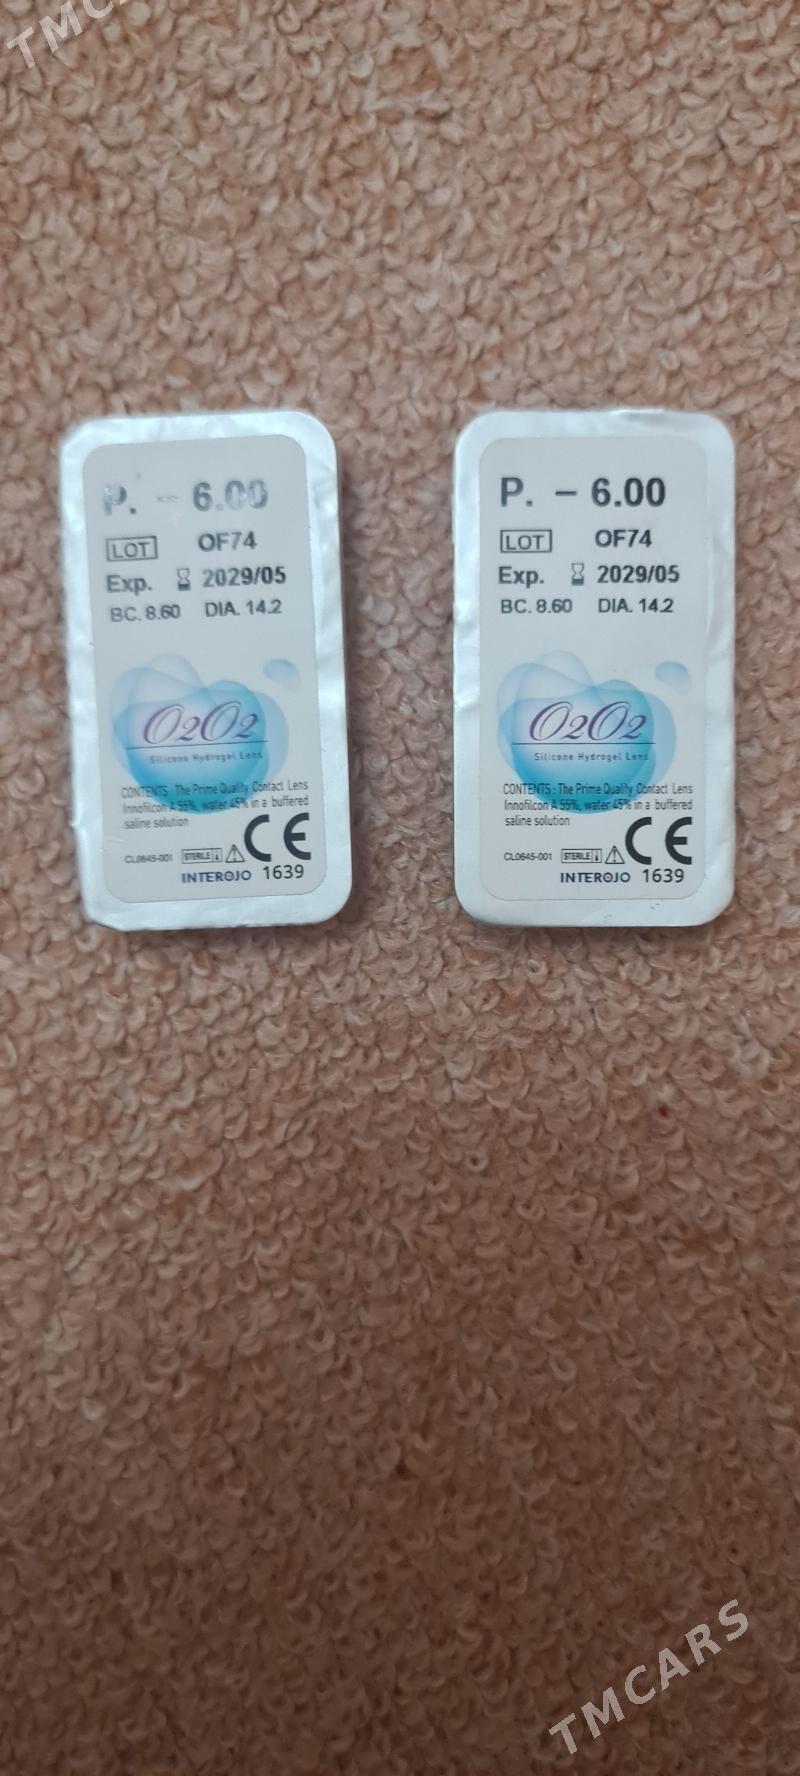 P. - 6.00
LOT OF74
Exp. 2029/05
BC. 8.60 DIA. 14.2
O2O2
Silicone Hydrogel Lens
CONTENTS : The Prime Quality Contact Lens
Innofilcon A 55%, water 45% in a buffered
saline solution
CE
CL0645-001 STERILE
INTEROJO 1639
P. - 6.00
LOT OF74
Exp. 2029/05
BC. 8.60 DIA. 14.2
O2O2
Silicone Hydrogel Lens
CONTENTS : The Prime Quality Contact Lens
Innofilcon A 55%, water 45% in a buffered
saline solution
CE
CL0645-001 STERILE
INTEROJO 1639
TMCARS